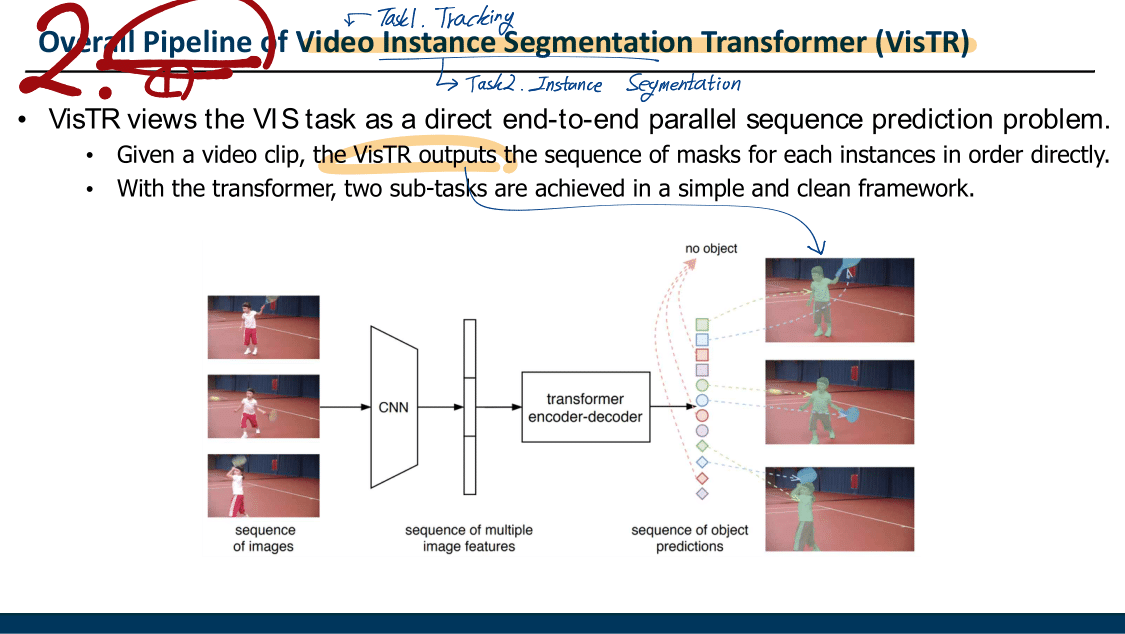 Task1. Tracking
2.
Overall Pipeline of Video Instance Segmentation Transformer (VisTR)
①
Task2. Instance Segmentation
• VisTR views the VIS task as a direct end-to-end parallel sequence prediction problem.
• Given a video clip, the VisTR outputs the sequence of masks for each instances in order directly.
• With the transformer, two sub-tasks are achieved in a simple and clean framework.
no object
CNN
transformer
encoder-decoder
sequence
of images
sequence of multiple
image features
sequence of object
predictions